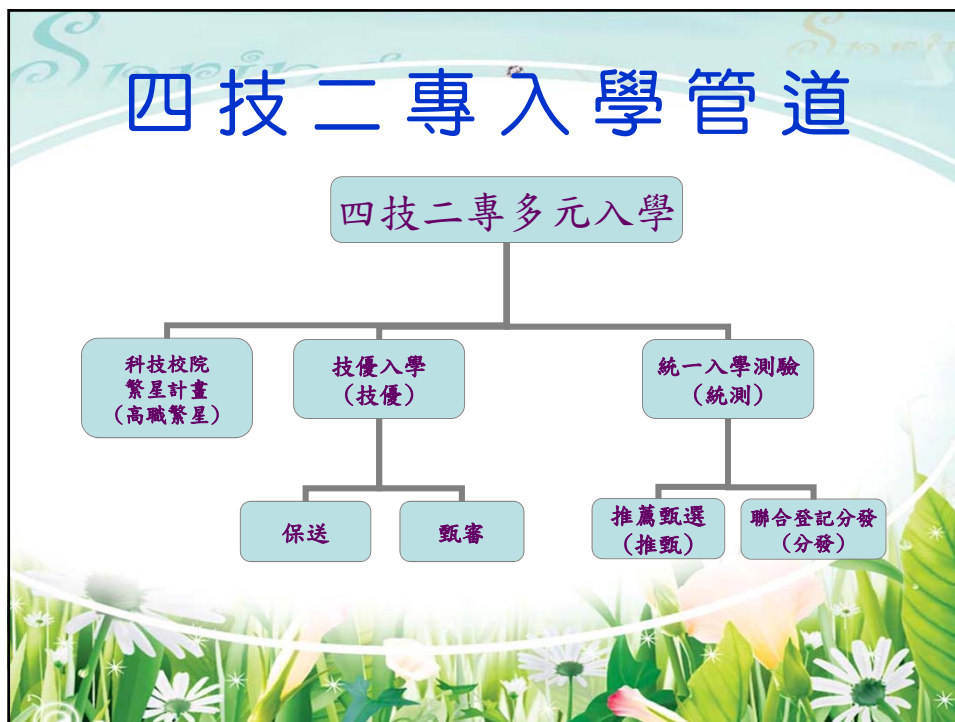 Spring
Spring
四技二專入學管道
四技二專多元入學
科技校院
繁星計畫
(高職繁星)
技優入學
(技優)
統一入學測驗
(統測)
保送
甄審
推薦甄選
(推甄)
聯合登記分發
(分發)